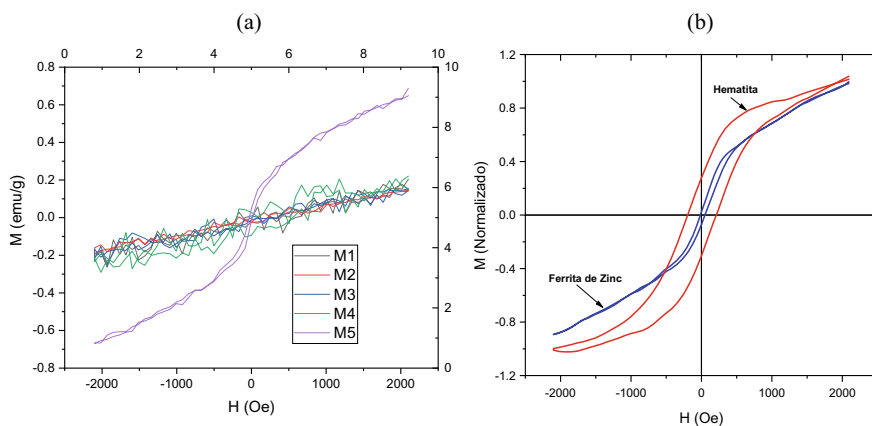 (a)
0 2 4 6 8 10
0.8
0.6
0.4
0.2
0.0
-0.2
-0.4
-0.6
-0.8
M (emu/g)
10
8
6
4
2
0
M1
M2
M3
M4
M5
-2000 -1000 0 1000 2000
H (Oe)
(b)
1.2
0.8
0.4
0.0
-0.4
-0.8
-1.2
M (Normalizado)
Hematita
Ferrita de Zinc
-2000 -1000 0 1000 2000
H (Oe)